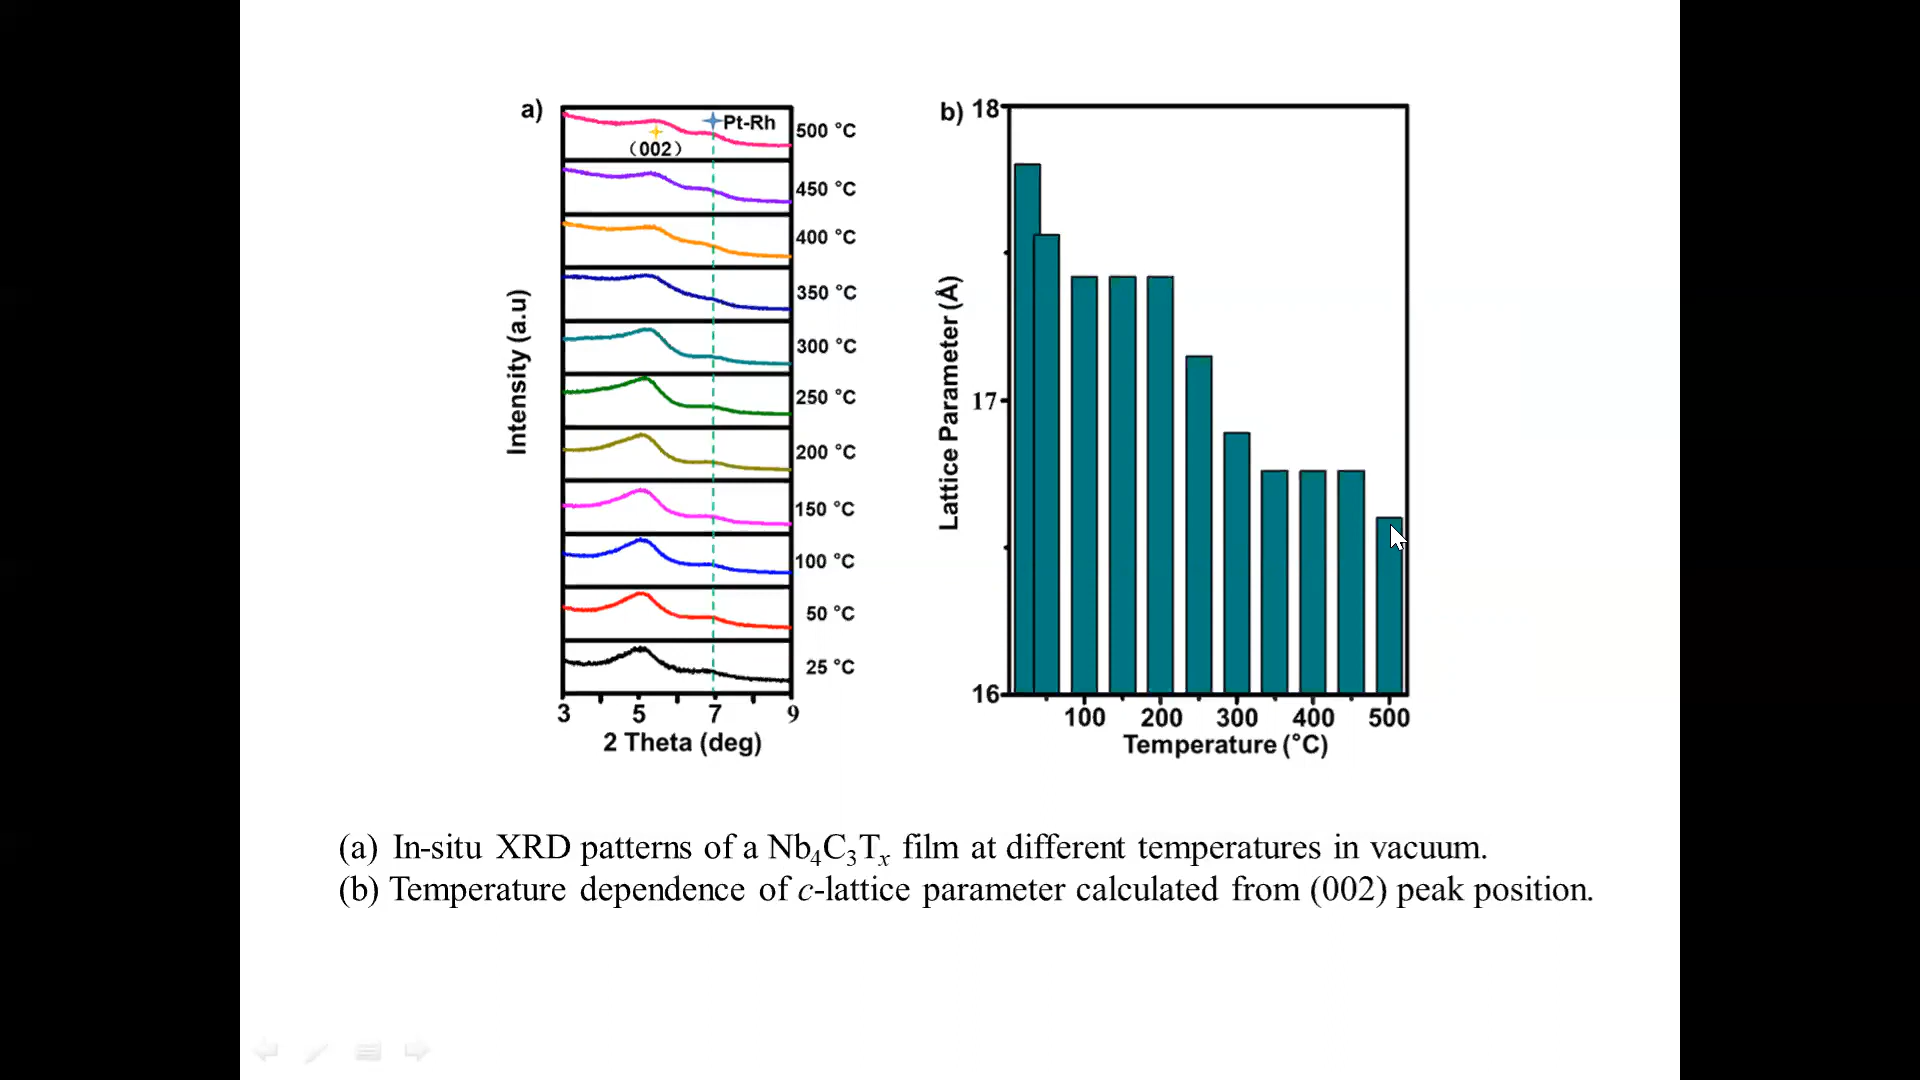 a)
Pt-Rh
(002)
500 °C
450 °C
400 °C
350 °C
300 °C
250 °C
200 °C
150 °C
100 °C
50 °C
25 °C
Intensity (a.u)
3 5 7 9
2 Theta (deg)
b)
18
17
16
Lattice Parameter (Å)
100 200 300 400 500
Temperature (°C)
(a) In-situ XRD patterns of a Nb₄C₃Tₓ film at different temperatures in vacuum.
(b) Temperature dependence of c-lattice parameter calculated from (002) peak position.